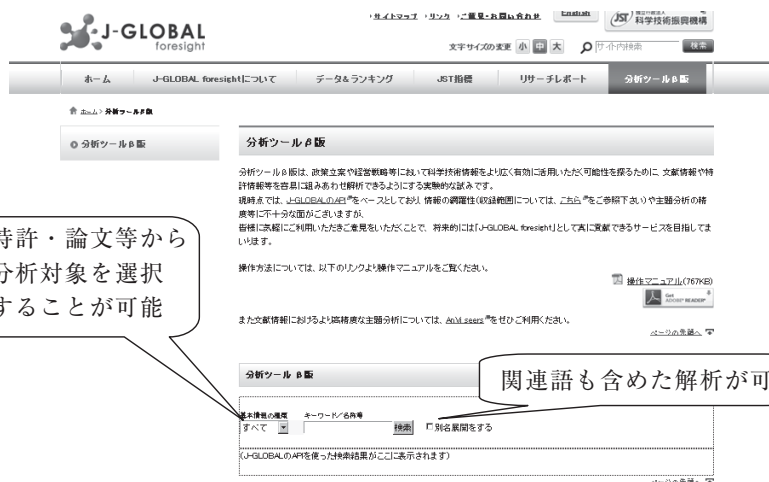 J-GLOBAL
foresight
サイトマップ リンク ご意見・お問い合わせ English
JST 科学技術振興機構
文字サイズの変更 小 中 大 サイト内検索 検索
ホーム J-GLOBAL foresightについて データ&ランキング JST指標 リサーチレポート 分析ツールβ版
ホーム > 分析ツールβ版
分析ツールβ版
分析ツールβ版
分析ツールβ版は、政策立案や経営戦略等において科学技術情報をより広く有効に活用いただく可能性を探るために、文献情報や特
許情報等を容易に組みあわせ解析できるようにする実験的な試みです。
現時点では、J-GLOBALのAPIをベースとしており、情報の網羅性(収録範囲については、こちらをご参照下さい)や主題分析の精
度等に不十分な面がございますが、
皆様に気軽にご利用いただきご意見をいただくことで、将来的には「J-GLOBAL foresight」として真に貢献できるサービスを目指してま
いります。
操作方法については、以下のリンクより操作マニュアルをご覧ください。
操作マニュアル(767KB)
Get
ADOBE® READER®
また文献情報におけるより高精度な主題分析については、AnVi seersをぜひご利用ください。
ページの先頭へ
特許・論文等から
分析対象を選択
することが可能
分析ツール β版
関連語も含めた解析が可
基本情報の種類 キーワード/名称等
すべて 検索 別名展開をする
(J-GLOBALのAPIを使った検索結果がここに表示されます)
ページの先頭へ